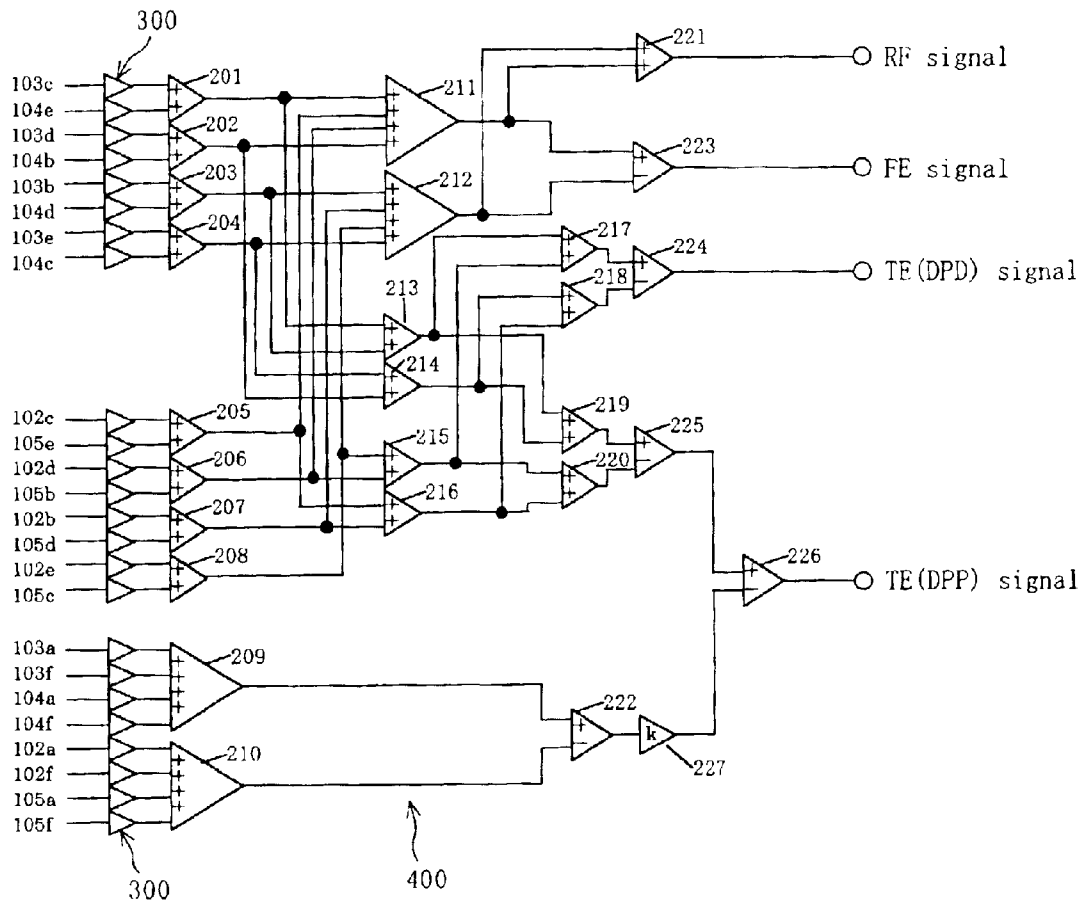 300
221
RF signal
103c
201
211
104e
202
103d
104b
223
FE signal
103b
203
212
104d
217
103e
204
224
104c
TE(DPD) signal
218
213
214
219
102c
205
215
225
105e
102d
206
220
105b
216
102b
207
105d
102e
208
226
105c
TE(DPP) signal
103a
209
103f
104a
222
104f
k
102a
210
227
102f
105a
105f
400
300